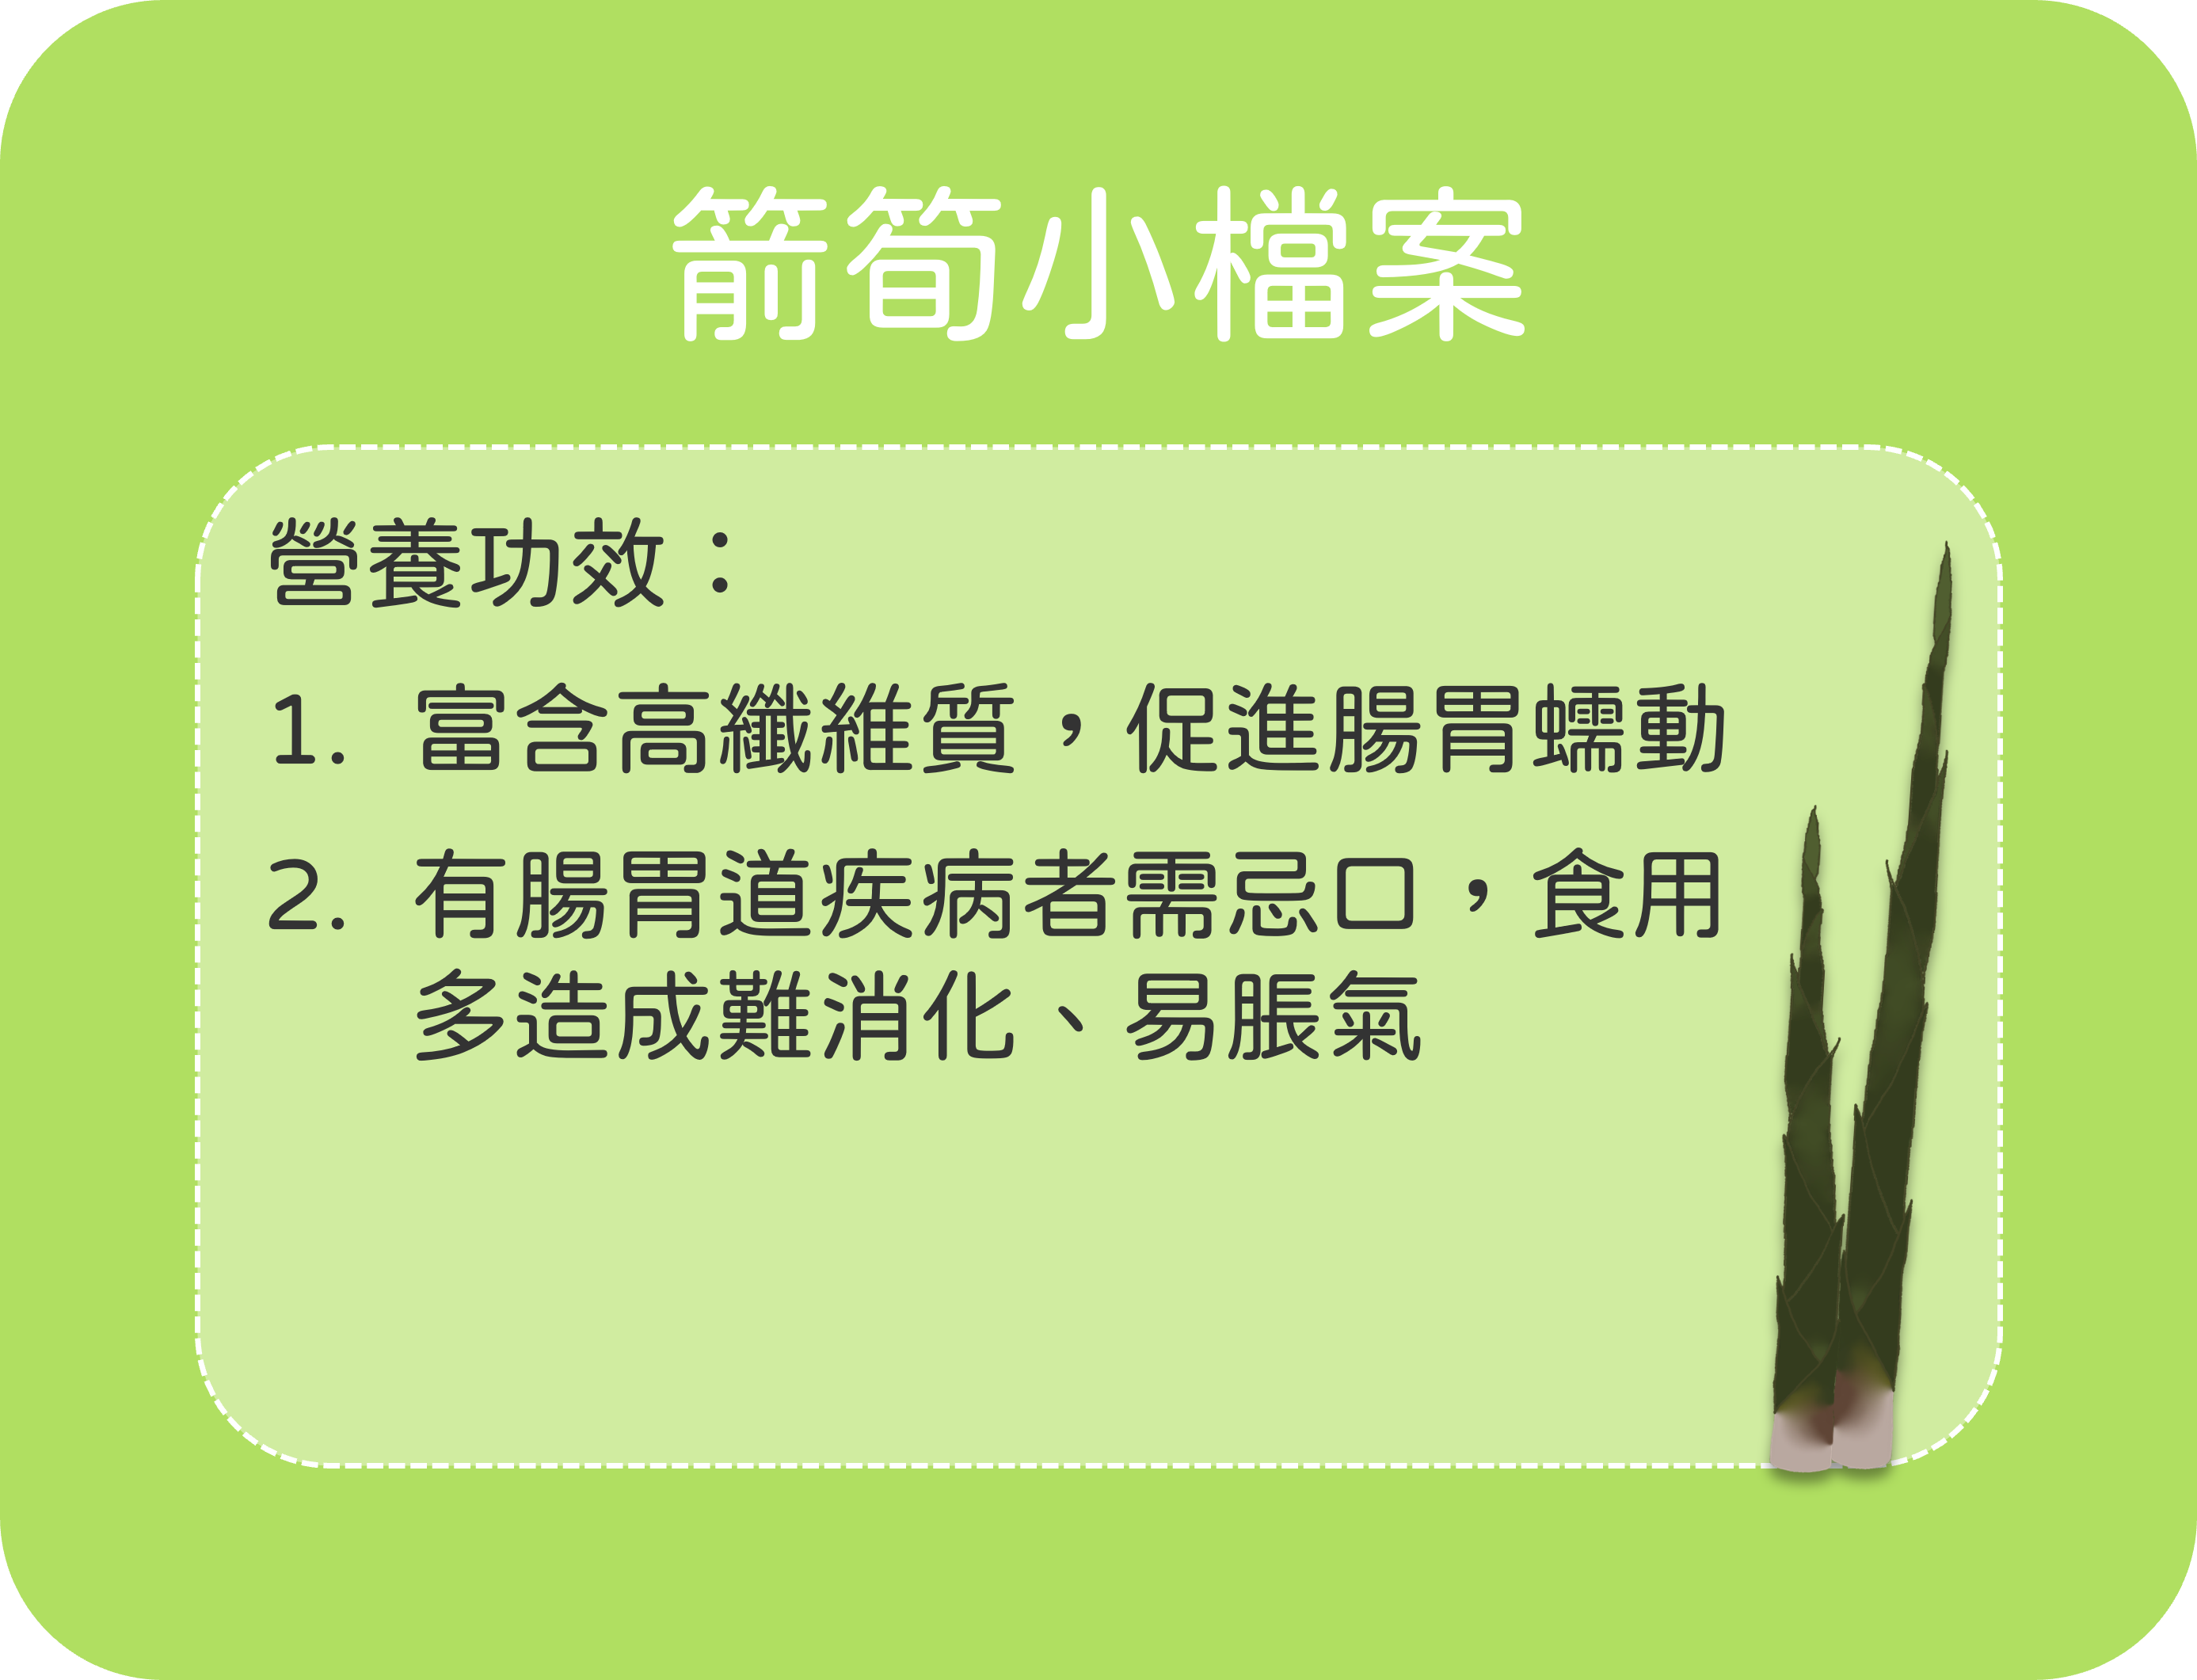 箭筍小檔案
營養功效：
1. 富含高纖維質，促進腸胃蠕動
2. 有腸胃道疾病者需忌口，食用
多造成難消化、易脹氣